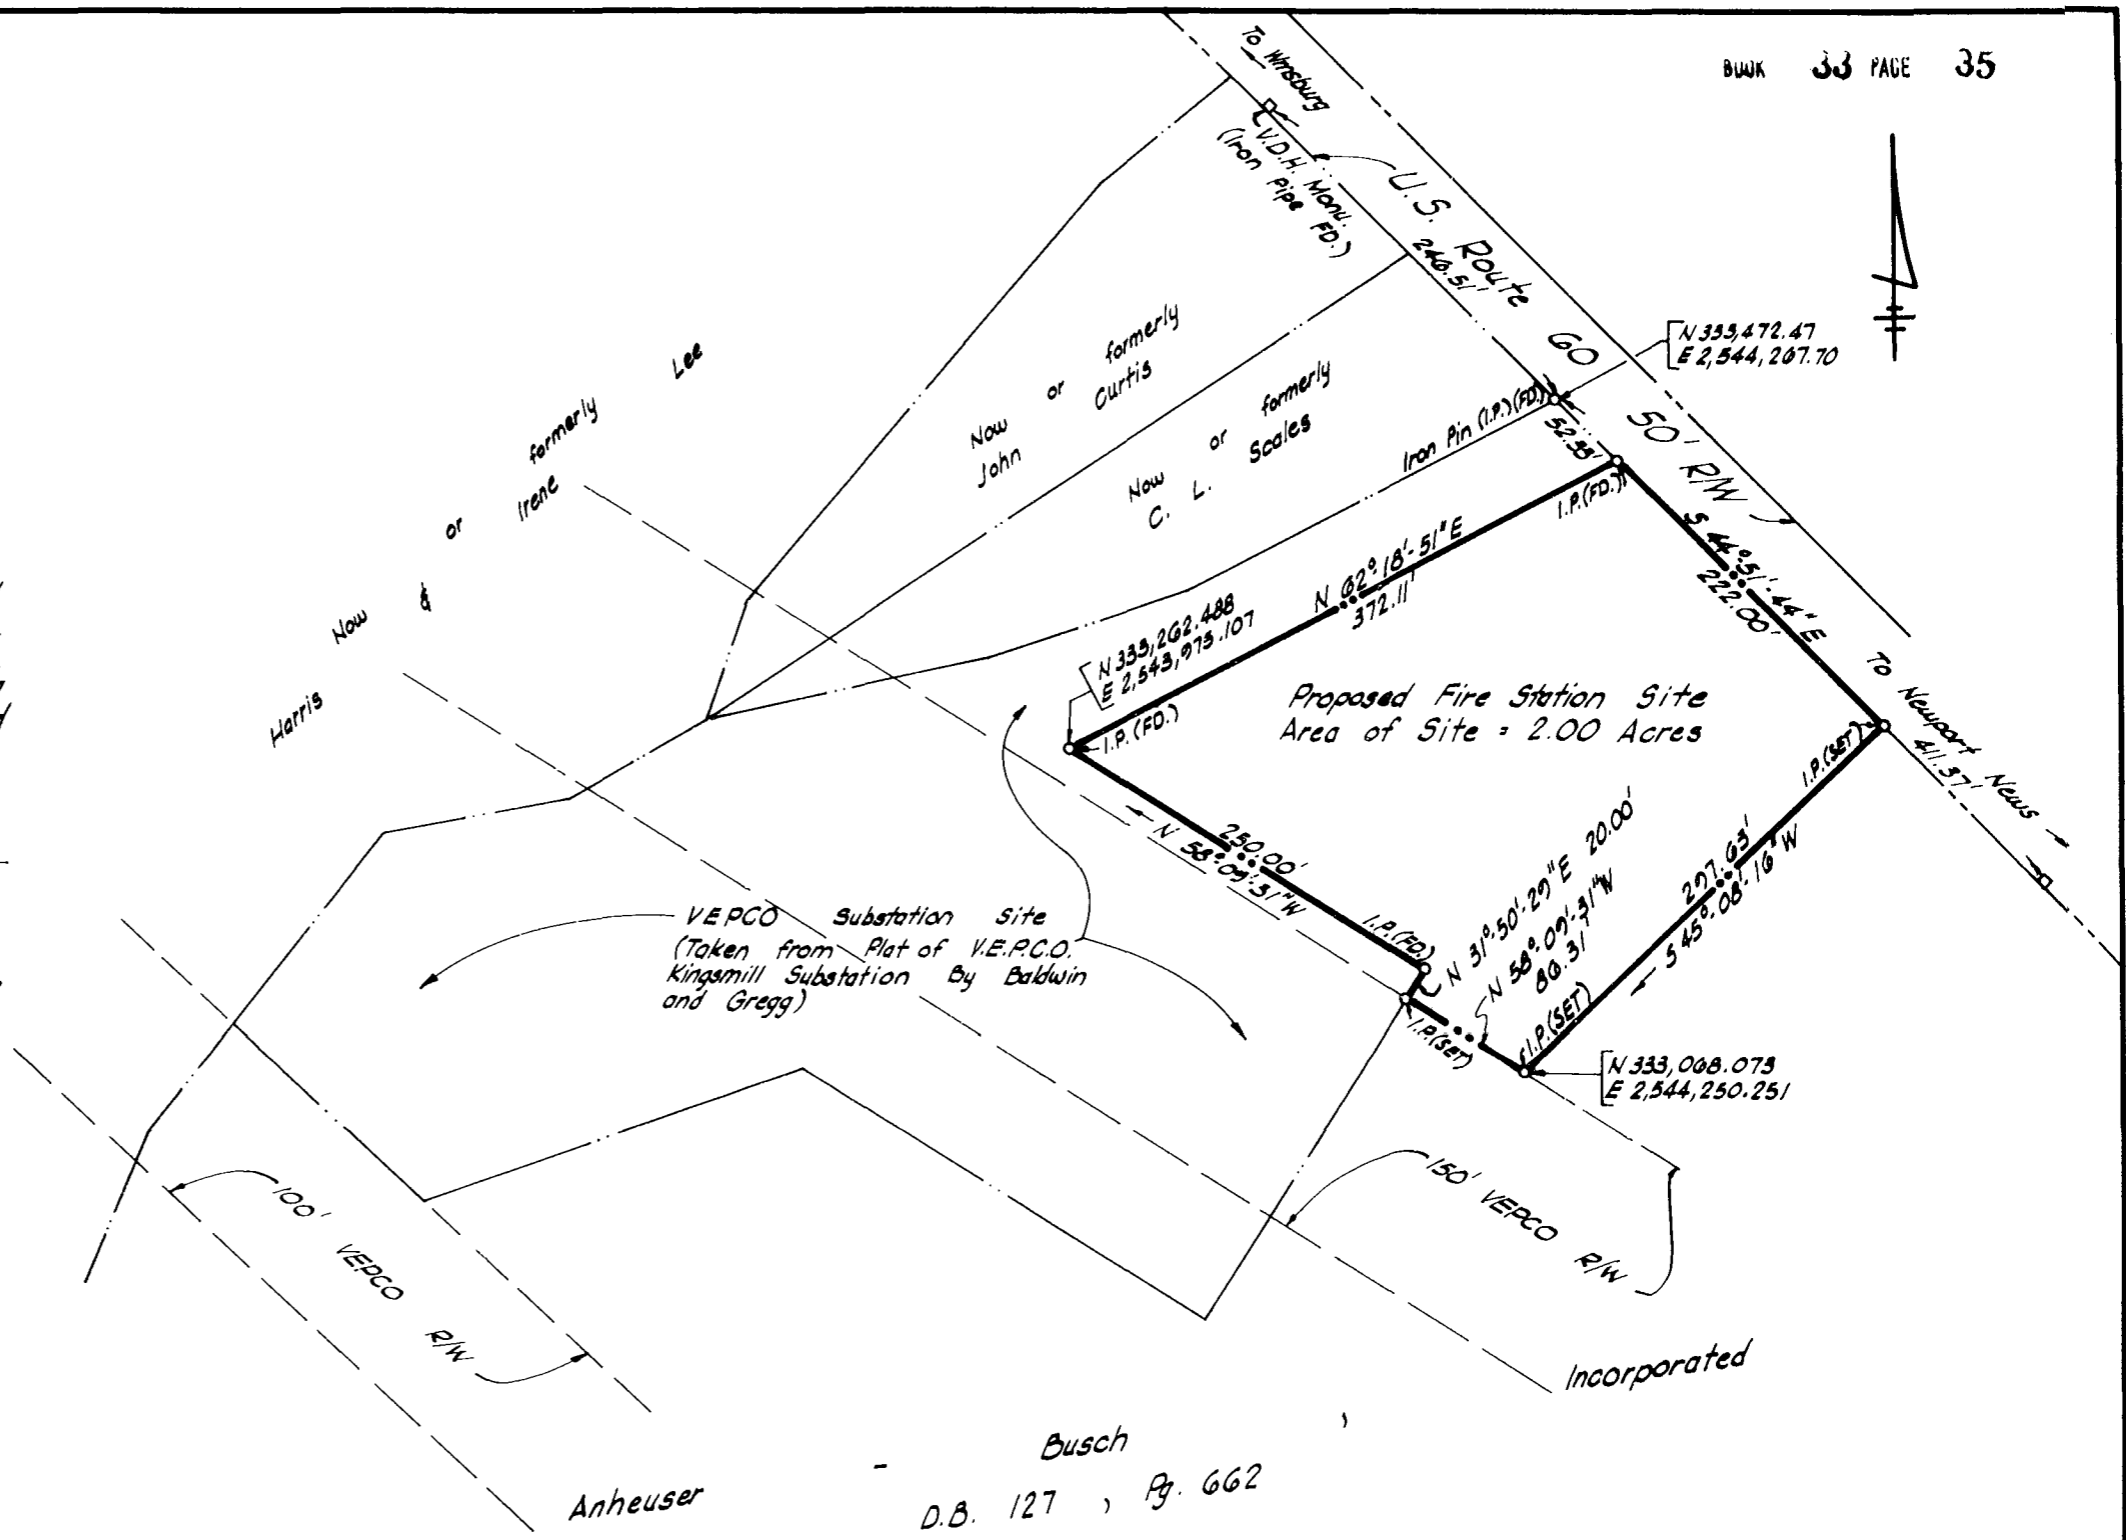 BOOK 33 PAGE 35
To Wmsburg
V.D.H. Monu.
(Iron Pipe FD.)
U.S. Route 60
50' R/W
246.51'
N 333,472.47
E 2,544,267.70
Iron Pin (I.P.)(FD.)
52.33'
I.P.(FD.)
S 44°-51'-44" E
222.00'
To Newport News
411.37'
Now or formerly
Harris & Irene Lee
Now or formerly
John Curtis
Now or formerly
C. L. Scales
N 62°-18'-51" E
372.11'
N 333,262.488
E 2,543,973.107
I.P.(FD.)
Proposed Fire Station Site
Area of Site = 2.00 Acres
I.P.(SET)
297.63'
S 45°-08'-16" W
250.00'
N 58°-09'-31" W
I.P.(FD.)
N 31°-50'-29" E 20.00'
N 58°-09'-31" W
86.31'
I.P.(SET)
I.P.(SET)
N 333,068.073
E 2,544,250.251
VEPCO Substation Site
(Taken from Plat of V.E.P.C.O.
Kingsmill Substation By Baldwin
and Gregg)
150' VEPCO R/W
100' VEPCO R/W
Anheuser - Busch , Incorporated
D.B. 127 , Pg. 662